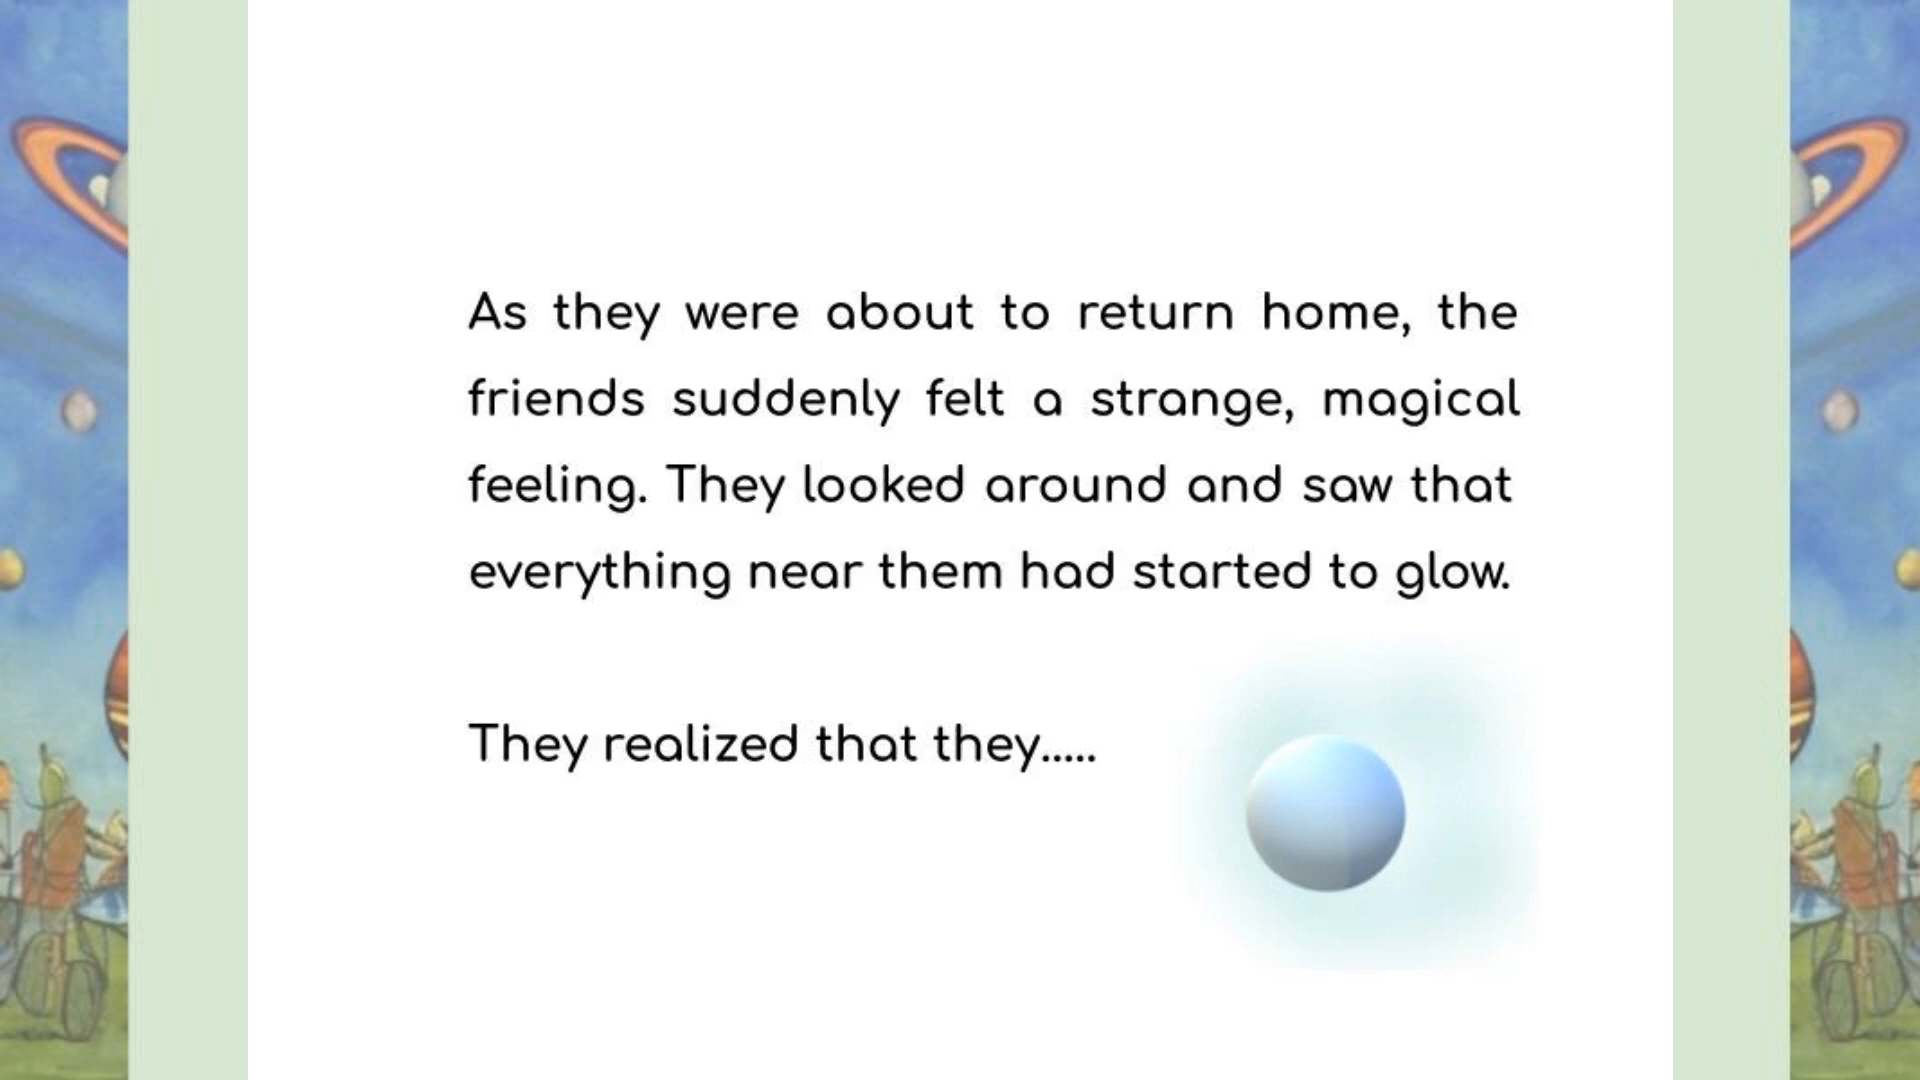 As they were about to return home, the
friends suddenly felt a strange, magical
feeling. They looked around and saw that
everything near them had started to glow.
They realized that they.....